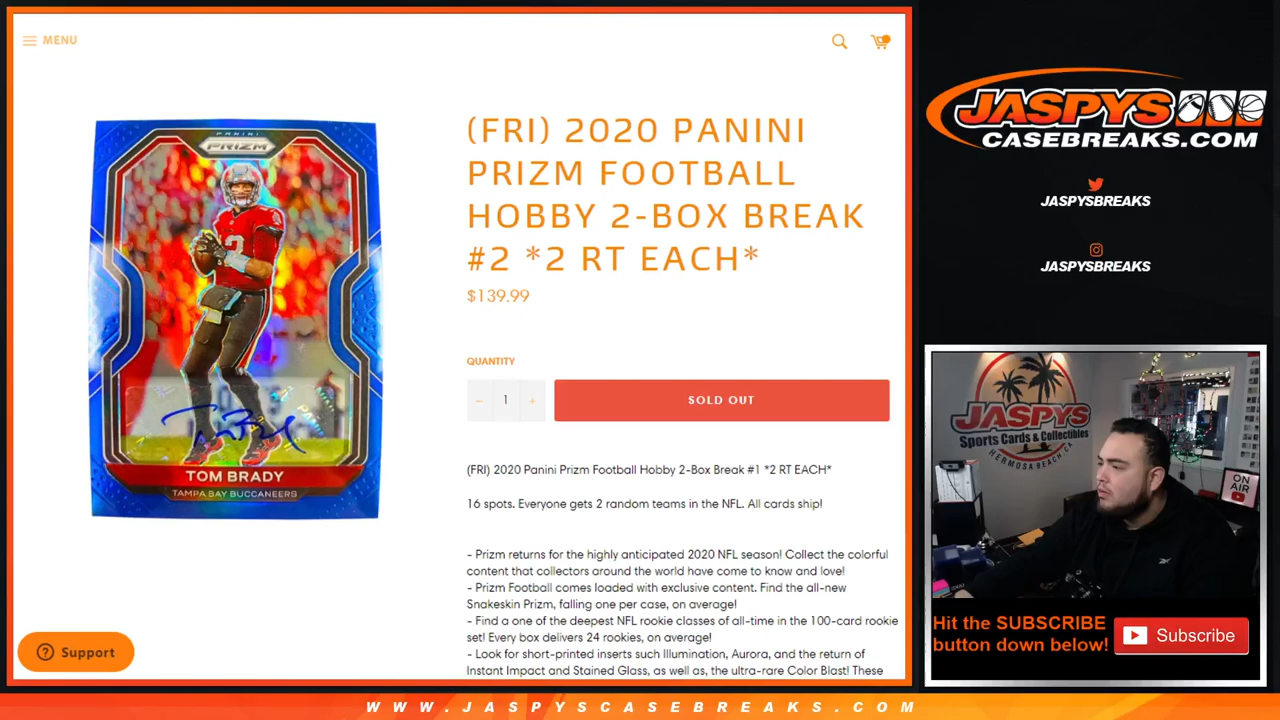 MENU
PANINI
PRIZM
TOM BRADY
TAMPA BAY BUCCANEERS
(FRI) 2020 PANINI
PRIZM FOOTBALL
HOBBY 2-BOX BREAK
#2 *2 RT EACH*
$139.99
QUANTITY
− 1 +
SOLD OUT
(FRI) 2020 Panini Prizm Football Hobby 2-Box Break #1 *2 RT EACH*
16 spots. Everyone gets 2 random teams in the NFL. All cards ship!
- Prizm returns for the highly anticipated 2020 NFL season! Collect the colorful
content that collectors around the world have come to know and love!
- Prizm Football comes loaded with exclusive content. Find the all-new
Snakeskin Prizm, falling one per case, on average!
- Find a one of the deepest NFL rookie classes of all-time in the 100-card rookie
set! Every box delivers 24 rookies, on average!
- Look for short-printed inserts such Illumination, Aurora, and the return of
Instant Impact and Stained Glass, as well as, the ultra-rare Color Blast! These
Support
JASPYS
CASEBREAKS.COM
JASPYSBREAKS
JASPYSBREAKS
JASPYS
Sports Cards & Collectibles
HERMOSA BEACH, CA
ON
AIR
Hit the SUBSCRIBE
button down below!
Subscribe
WWW.JASPYSCASEBREAKS.COM